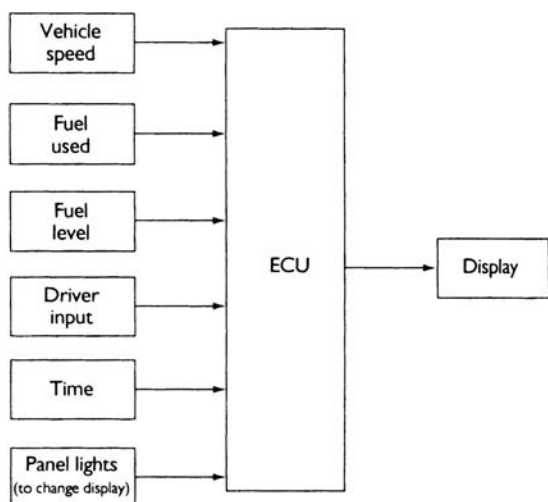 Vehicle
speed
Fuel
used
Fuel
level
ECU
Display
Driver
input
Time
Panel lights
(to change display)